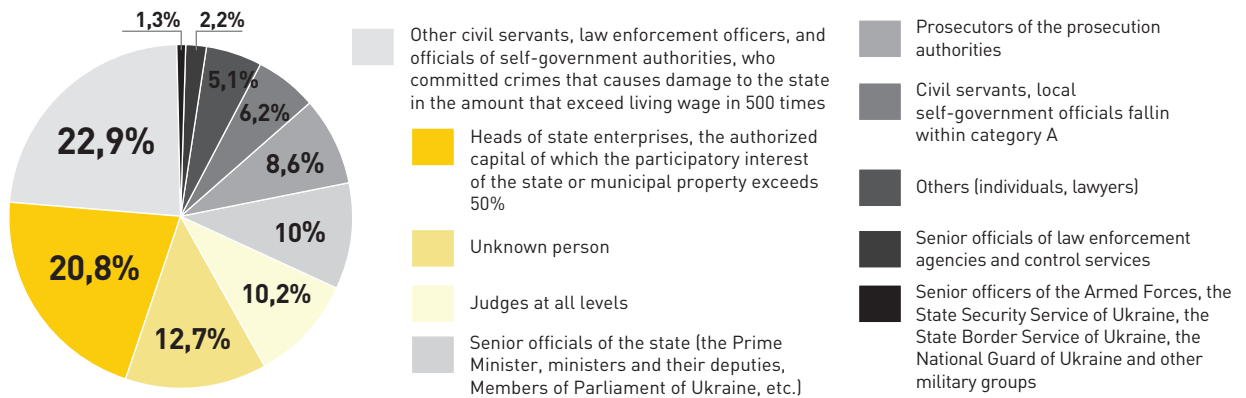 1,3%
2,2%
5,1%
6,2%
8,6%
10%
10,2%
12,7%
20,8%
22,9%
Other civil servants, law enforcement officers, and
officials of self-government authorities, who
committed crimes that causes damage to the state
in the amount that exceed living wage in 500 times
Heads of state enterprises, the authorized
capital of which the participatory interest
of the state or municipal property exceeds
50%
Unknown person
Judges at all levels
Senior officials of the state (the Prime
Minister, ministers and their deputies,
Members of Parliament of Ukraine, etc.)
Prosecutors of the prosecution
authorities
Civil servants, local
self-government officials fallin
within category A
Others (individuals, lawyers)
Senior officials of law enforcement
agencies and control services
Senior officers of the Armed Forces, the
State Security Service of Ukraine, the
State Border Service of Ukraine, the
National Guard of Ukraine and other
military groups